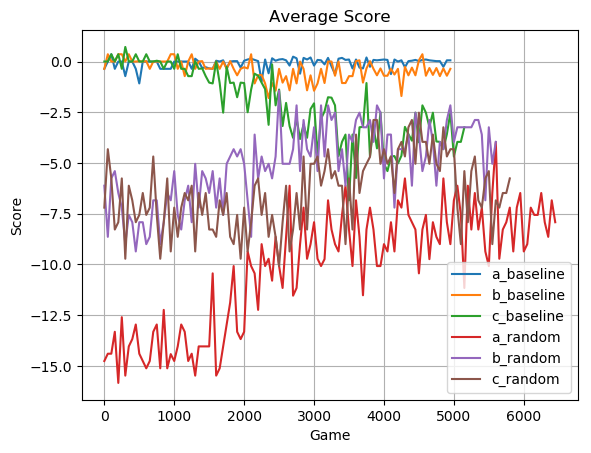 Average Score
Score
0.0
−2.5
−5.0
−7.5
−10.0
−12.5
−15.0
a_baseline
b_baseline
c_baseline
a_random
b_random
c_random
0 1000 2000 3000 4000 5000 6000
Game